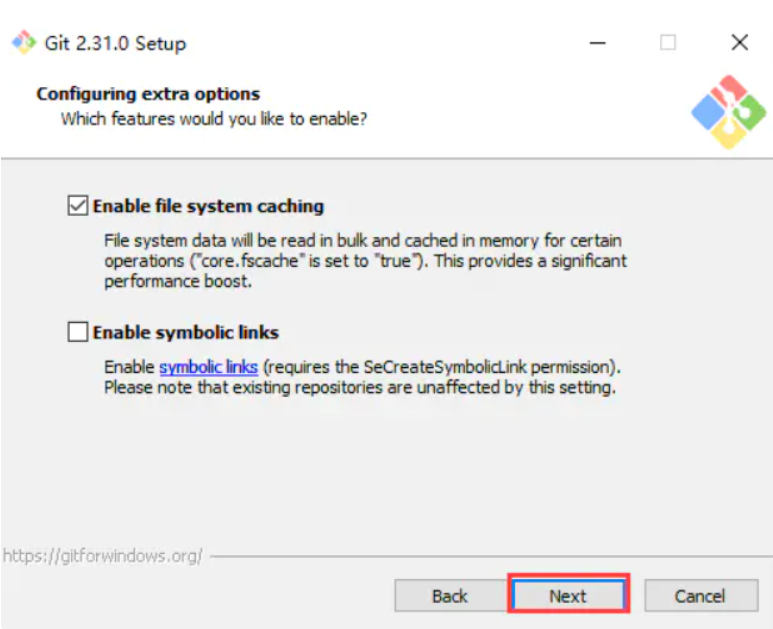 Git 2.31.0 Setup
Configuring extra options
Which features would you like to enable?
Enable file system caching
File system data will be read in bulk and cached in memory for certain
operations ("core.fscache" is set to "true"). This provides a significant
performance boost.
Enable symbolic links
Enable symbolic links (requires the SeCreateSymbolicLink permission).
Please note that existing repositories are unaffected by this setting.
https://gitforwindows.org/
Back Next Cancel